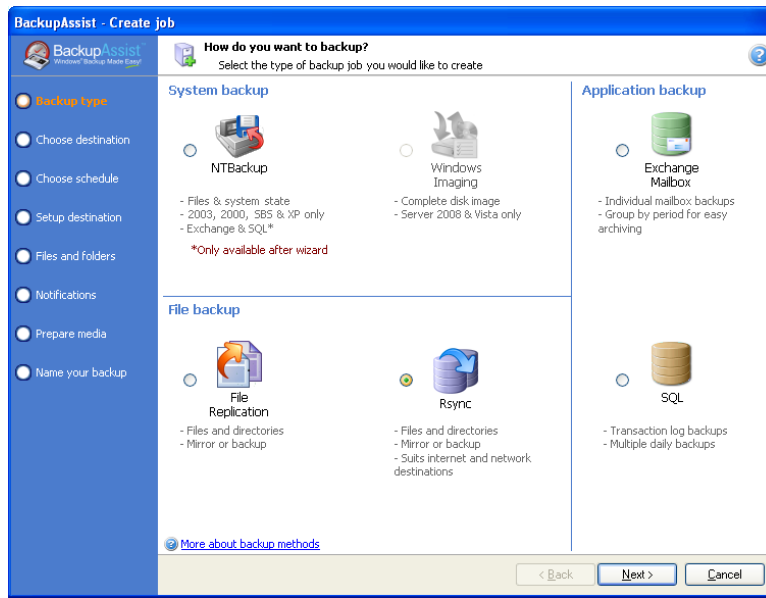 BackupAssist - Create job
BackupAssist™
Windows® Backup Made Easy!
How do you want to backup?
Select the type of backup job you would like to create
Backup type
Choose destination
Choose schedule
Setup destination
Files and folders
Notifications
Prepare media
Name your backup
System backup
NTBackup
- Files & system state
- 2003, 2000, SBS & XP only
- Exchange & SQL*
*Only available after wizard
Windows
Imaging
- Complete disk image
- Server 2008 & Vista only
Application backup
Exchange
Mailbox
- Individual mailbox backups
- Group by period for easy
archiving
File backup
File
Replication
- Files and directories
- Mirror or backup
Rsync
- Files and directories
- Mirror or backup
- Suits internet and network
destinations
SQL
- Transaction log backups
- Multiple daily backups
More about backup methods
< Back
Next >
Cancel